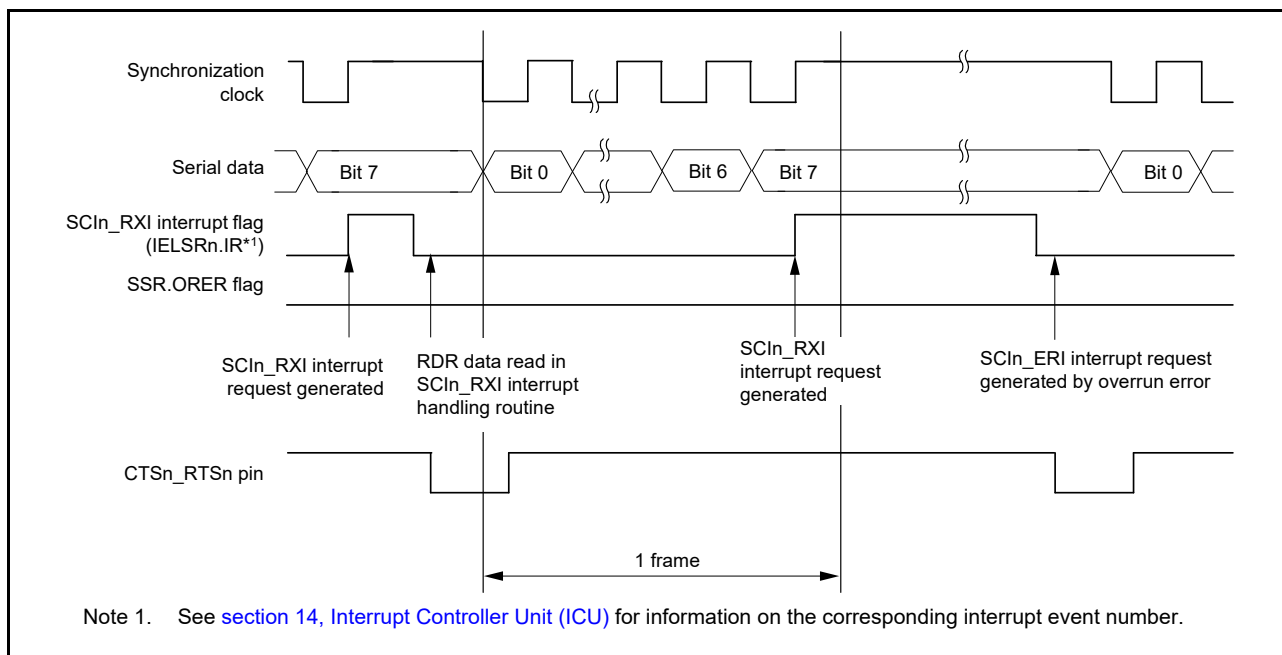 Synchronization
clock
Serial data
Bit 7
Bit 0
Bit 6
Bit 7
Bit 0
SCIn_RXI interrupt flag
(IELSRn.IR*1)
SSR.ORER flag
SCIn_RXI interrupt
request generated
RDR data read in
SCIn_RXI interrupt
handling routine
SCIn_RXI
interrupt request
generated
SCIn_ERI interrupt request
generated by overrun error
CTSn_RTSn pin
1 frame
Note 1. See section 14, Interrupt Controller Unit (ICU) for information on the corresponding interrupt event number.